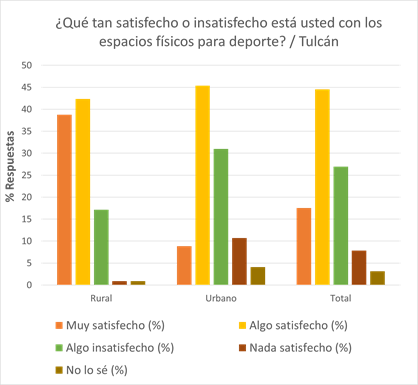 ¿Qué tan satisfecho o insatisfecho está usted con los
espacios físicos para deporte? / Tulcán
% Respuestas
50
45
40
35
30
25
20
15
10
5
0
Rural
Urbano
Total
Muy satisfecho (%)
Algo satisfecho (%)
Algo insatisfecho (%)
Nada satisfecho (%)
No lo sé (%)